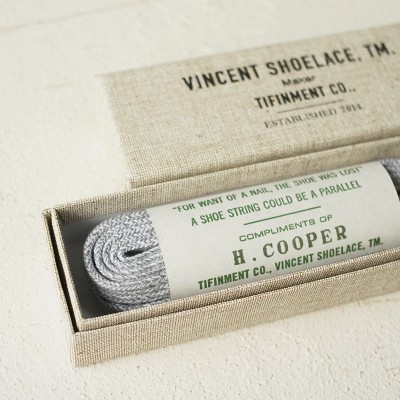 VINCENT SHOELACE, TM.
Maker
TIFINMENT CO.,
ESTABLISHED 2014.
"FOR WANT OF A NAIL, THE SHOE WAS LOST"
A SHOE STRING COULD BE A PARALLEL
COMPLIMENTS OF
H. COOPER
TIFINMENT CO., VINCENT SHOELACE, TM.